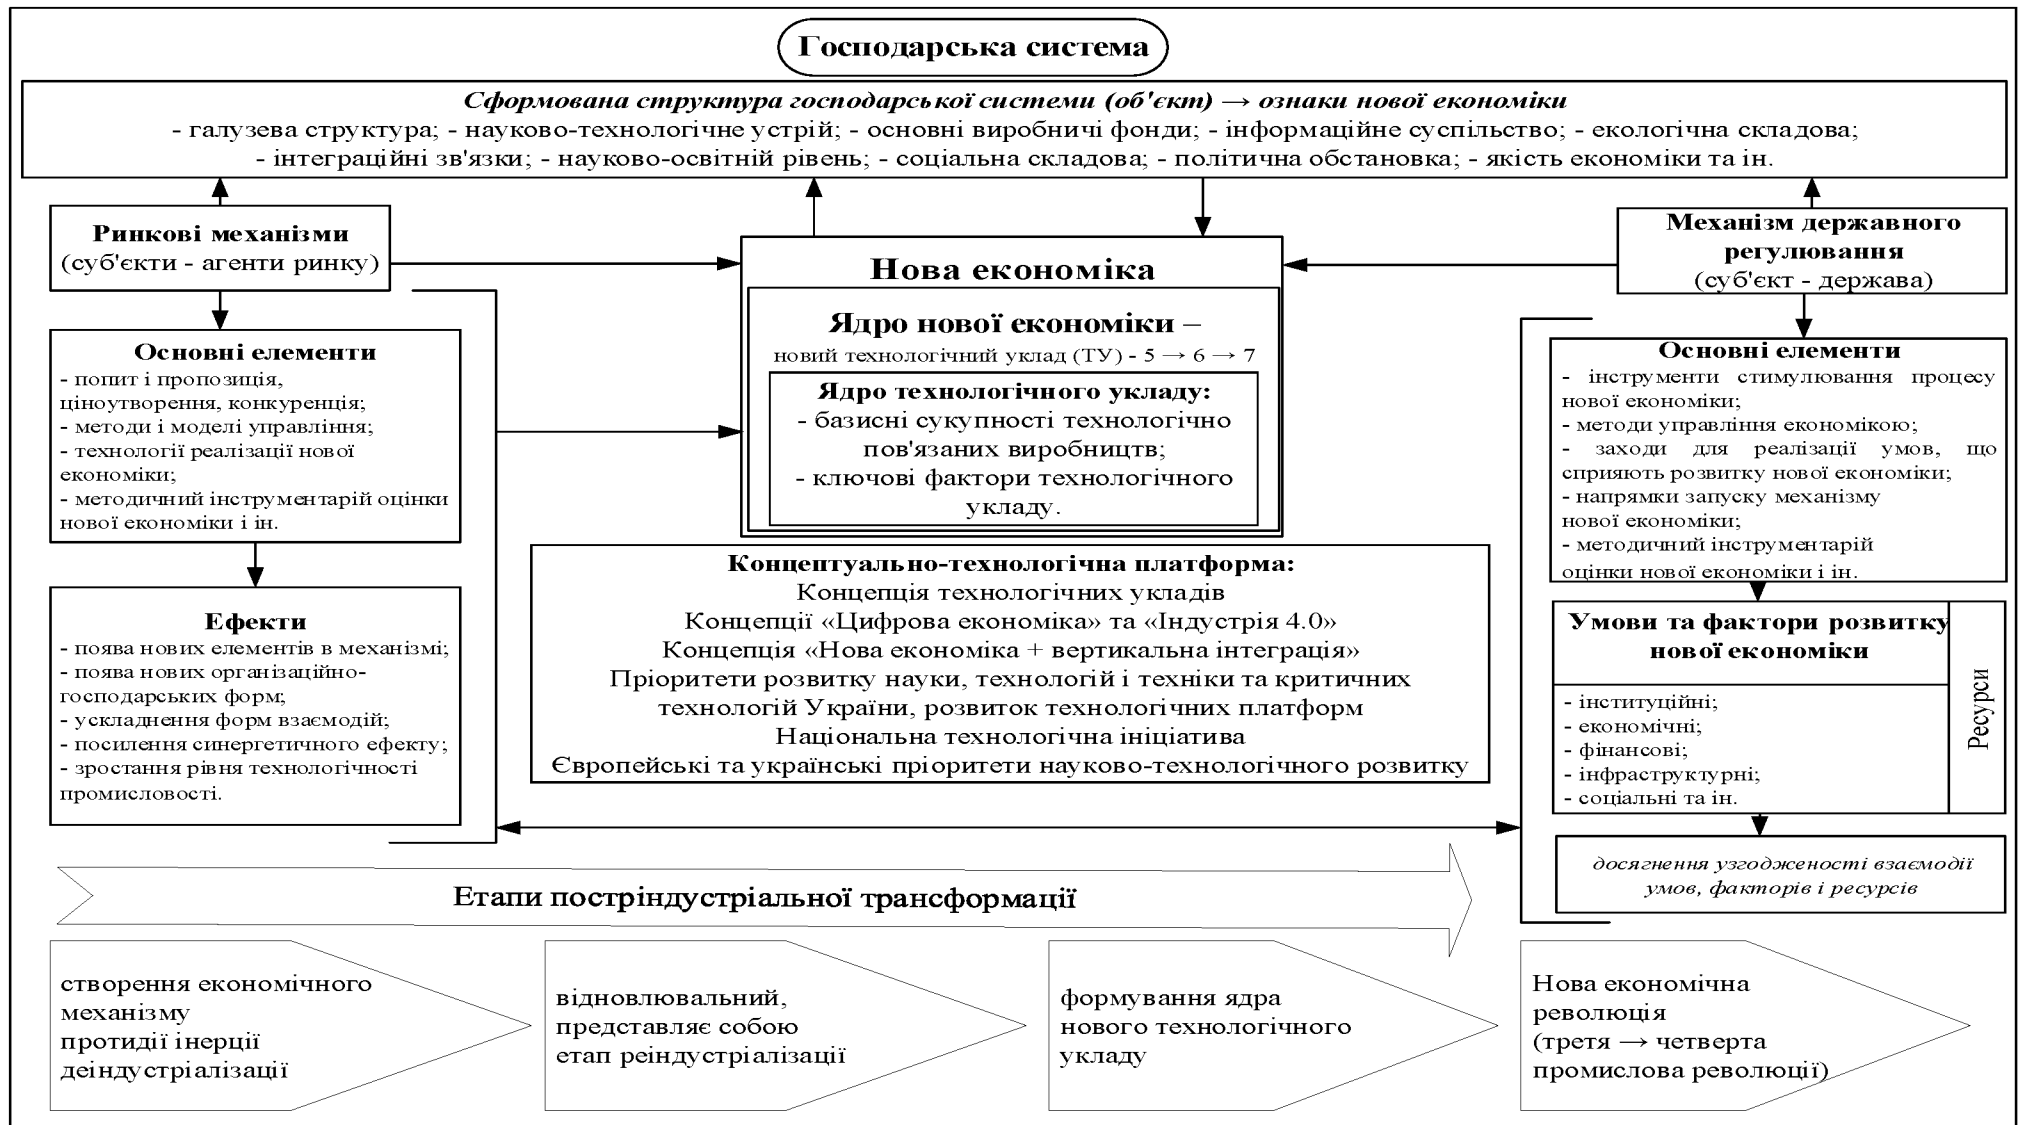 Господарська система
Сформована структура господарської системи (об'єкт) → ознаки нової економіки
- галузева структура; - науково-технологічне устрій; - основні виробничі фонди; - інформаційне суспільство; - екологічна складова;
- інтеграційні зв'язки; - науково-освітній рівень; - соціальна складова; - політична обстановка; - якість економіки та ін.
Ринкові механізми
(суб'єкти - агенти ринку)
Основні елементи
- попит і пропозиція,
ціноутворення, конкуренція;
- методи і моделі управління;
- технології реалізації нової
економіки;
- методичний інструментарій оцінки
нової економіки і ін.
Ефекти
- поява нових елементів в механізмі;
- поява нових організаційно-
господарських форм;
- ускладнення форм взаємодій;
- посилення синергетичного ефекту;
- зростання рівня технологічності
промисловості.
Нова економіка
Ядро нової економіки –
новий технологічний уклад (ТУ) - 5 → 6 → 7
Ядро технологічного укладу:
- базисні сукупності технологічно
пов'язаних виробництв;
- ключові фактори технологічного
укладу.
Концептуально-технологічна платформа:
Концепція технологічних укладів
Концепції «Цифрова економіка» та «Індустрія 4.0»
Концепція «Нова економіка + вертикальна інтеграція»
Пріоритети розвитку науки, технологій і техніки та критичних
технологій України, розвиток технологічних платформ
Національна технологічна ініціатива
Європейські та українські пріоритети науково-технологічного розвитку
Механізм державного
регулювання
(суб'єкт - держава)
Основні елементи
- інструменти стимулювання процесу
нової економіки;
- методи управління економікою;
- заходи для реалізації умов, що
сприяють розвитку нової економіки;
- напрямки запуску механізму
нової економіки;
- методичний інструментарій
оцінки нової економіки і ін.
Умови та фактори розвитку
нової економіки
- інституційні;
- економічні;
- фінансові;
- інфраструктурні;
- соціальні та ін.
Ресурси
досягнення узгодженості взаємодії
умов, факторів і ресурсів
Етапи постріндустріальної трансформації
створення економічного
механізму
протидії інерції
деіндустріалізації
відновлювальний,
представляє собою
етап реіндустріалізації
формування ядра
нового технологічного
укладу
Нова економічна
революція
(третя → четверта
промислова революції)